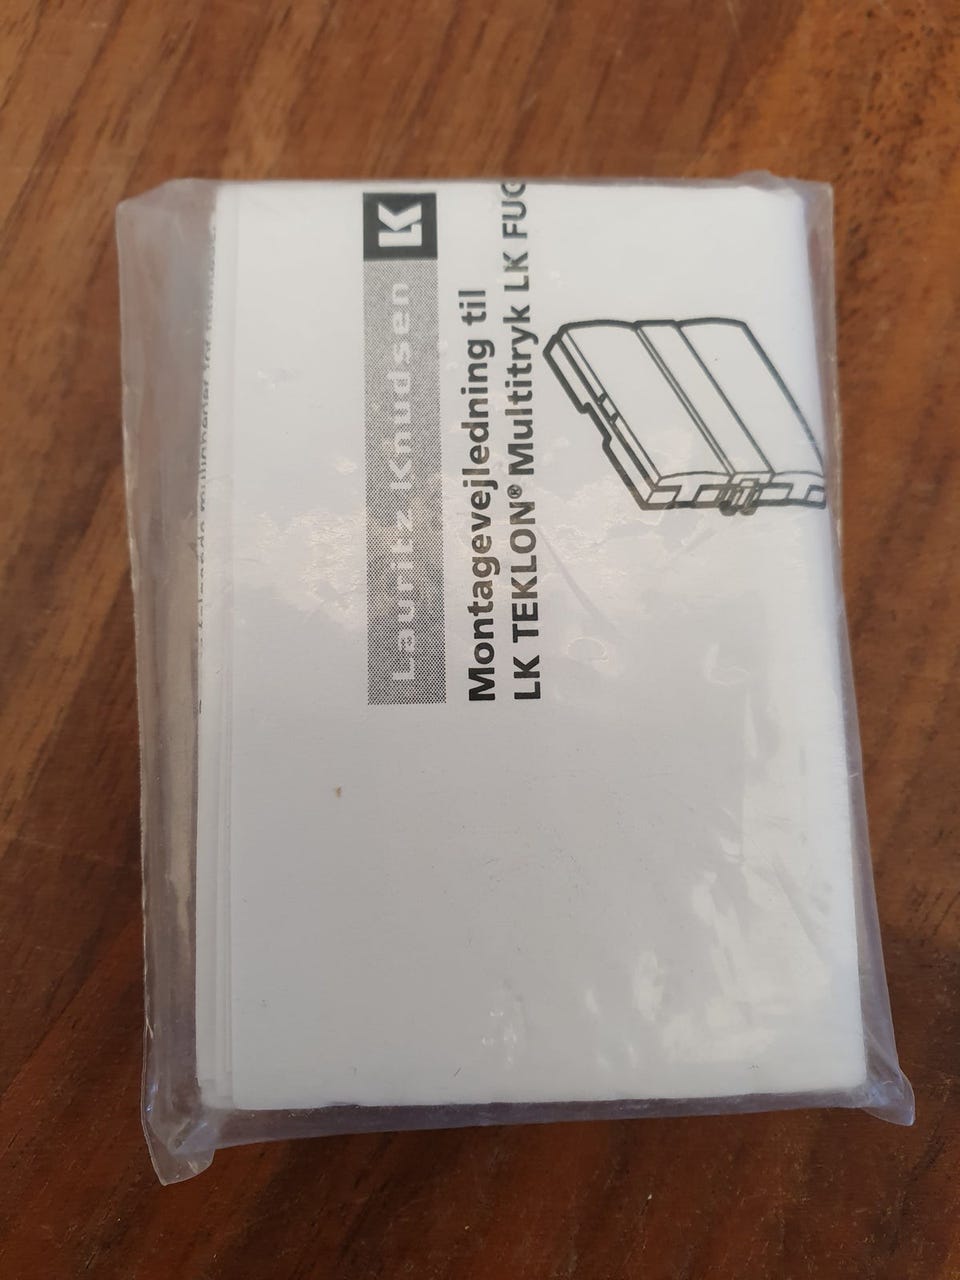 LK
Lauritz Knudsen
Montagevejledning til
LK TEKLON® Multitryk LK FUG